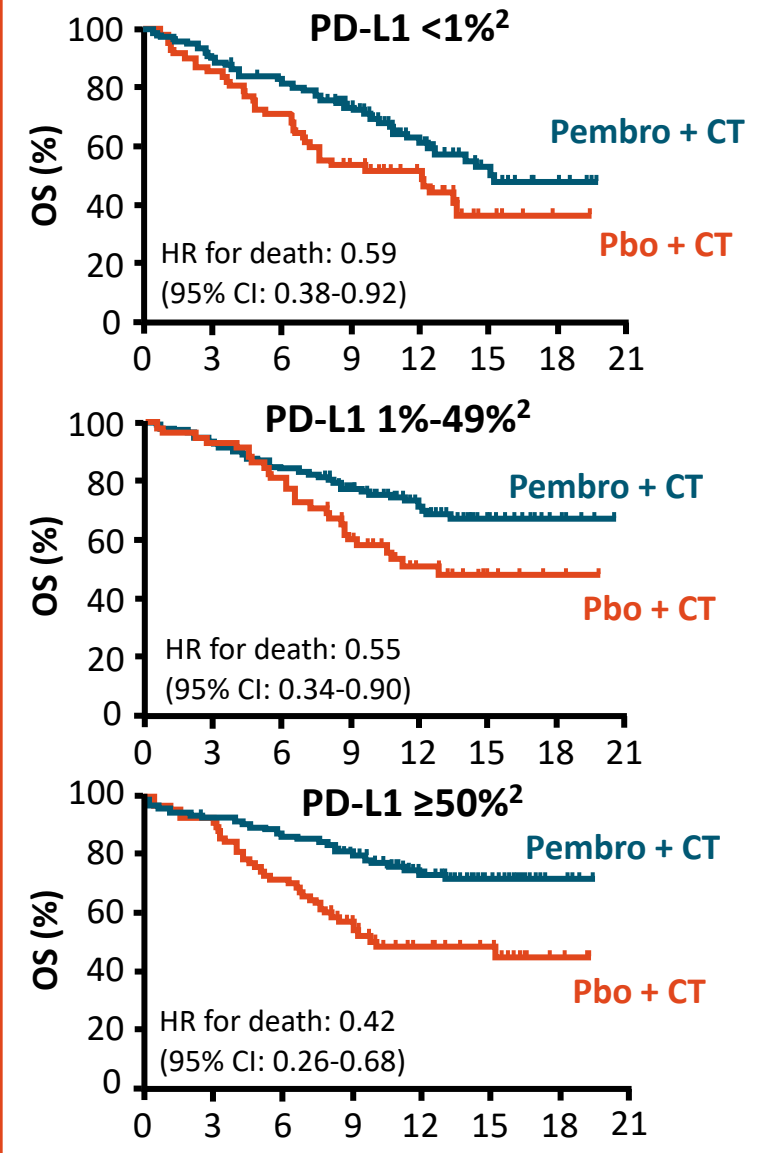 PD-L1 <1%²
100
80
60
40
20
0
OS (%)
Pembro + CT
Pbo + CT
HR for death: 0.59
(95% CI: 0.38-0.92)
0 3 6 9 12 15 18 21
PD-L1 1%-49%²
100
80
60
40
20
0
OS (%)
Pembro + CT
Pbo + CT
HR for death: 0.55
(95% CI: 0.34-0.90)
0 3 6 9 12 15 18 21
PD-L1 ≥50%²
100
80
60
40
20
0
OS (%)
Pembro + CT
Pbo + CT
HR for death: 0.42
(95% CI: 0.26-0.68)
0 3 6 9 12 15 18 21